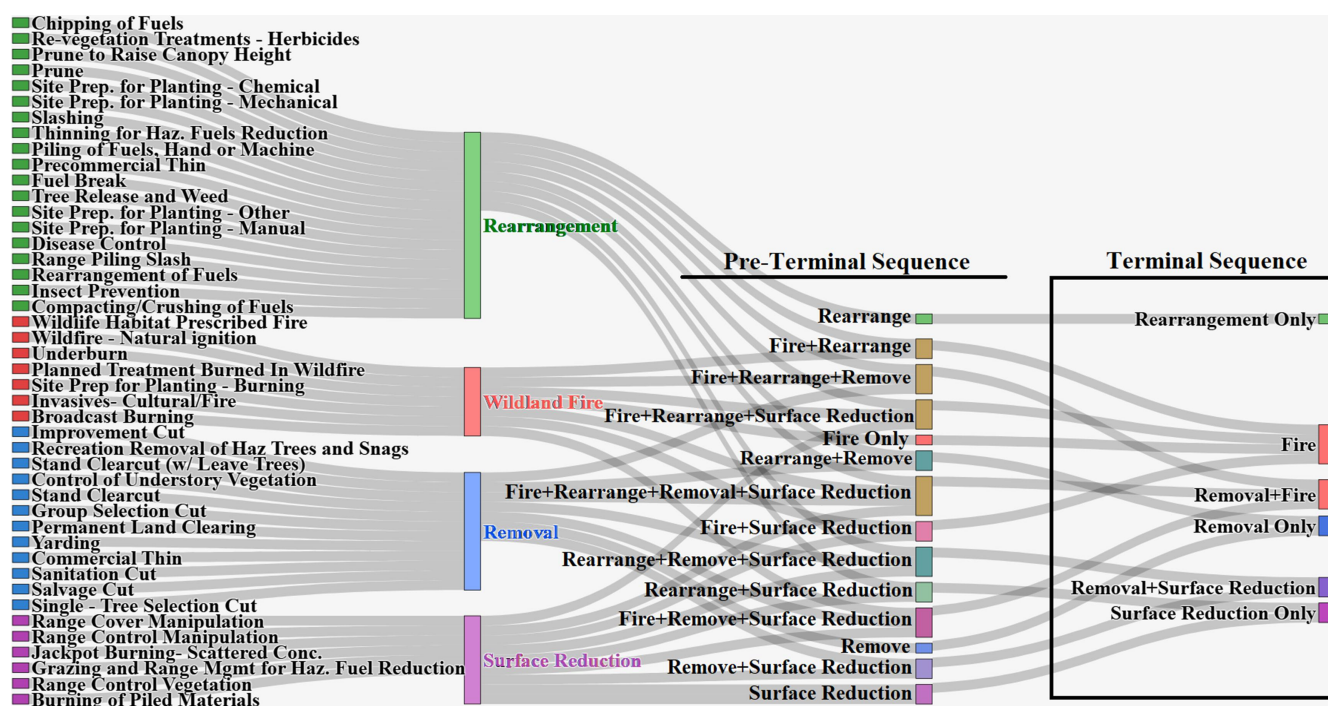 Chipping of Fuels
Re-vegetation Treatments - Herbicides
Prune to Raise Canopy Height
Prune
Site Prep. for Planting - Chemical
Site Prep. for Planting - Mechanical
Slashing
Thinning for Haz. Fuels Reduction
Piling of Fuels, Hand or Machine
Precommercial Thin
Fuel Break
Tree Release and Weed
Site Prep. for Planting - Other
Site Prep. for Planting - Manual
Disease Control
Range Piling Slash
Rearrangement of Fuels
Insect Prevention
Compacting/Crushing of Fuels
Wildlife Habitat Prescribed Fire
Wildfire - Natural ignition
Underburn
Planned Treatment Burned In Wildfire
Site Prep for Planting - Burning
Invasives- Cultural/Fire
Broadcast Burning
Improvement Cut
Recreation Removal of Haz Trees and Snags
Stand Clearcut (w/ Leave Trees)
Control of Understory Vegetation
Stand Clearcut
Group Selection Cut
Permanent Land Clearing
Yarding
Commercial Thin
Sanitation Cut
Salvage Cut
Single - Tree Selection Cut
Range Cover Manipulation
Range Control Manipulation
Jackpot Burning- Scattered Conc.
Grazing and Range Mgmt for Haz. Fuel Reduction
Range Control Vegetation
Burning of Piled Materials
Rearrangement
Wildland Fire
Removal
Surface Reduction
Pre-Terminal Sequence
Rearrange
Fire+Rearrange
Fire+Rearrange+Remove
Fire+Rearrange+Surface Reduction
Fire Only
Rearrange+Remove
Fire+Rearrange+Removal+Surface Reduction
Fire+Surface Reduction
Rearrange+Remove+Surface Reduction
Rearrange+Surface Reduction
Fire+Remove+Surface Reduction
Remove
Remove+Surface Reduction
Surface Reduction
Terminal Sequence
Rearrangement Only
Fire
Removal+Fire
Removal Only
Removal+Surface Reduction
Surface Reduction Only